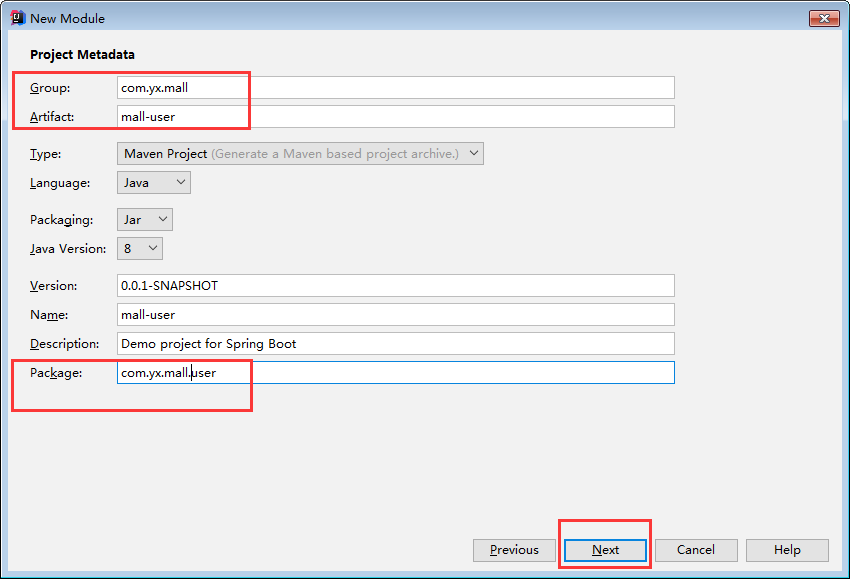 New Module
Project Metadata
Group: com.yx.mall
Artifact: mall-user
Type: Maven Project (Generate a Maven based project archive.)
Language: Java
Packaging: Jar
Java Version: 8
Version: 0.0.1-SNAPSHOT
Name: mall-user
Description: Demo project for Spring Boot
Package: com.yx.mall.user
Previous Next Cancel Help